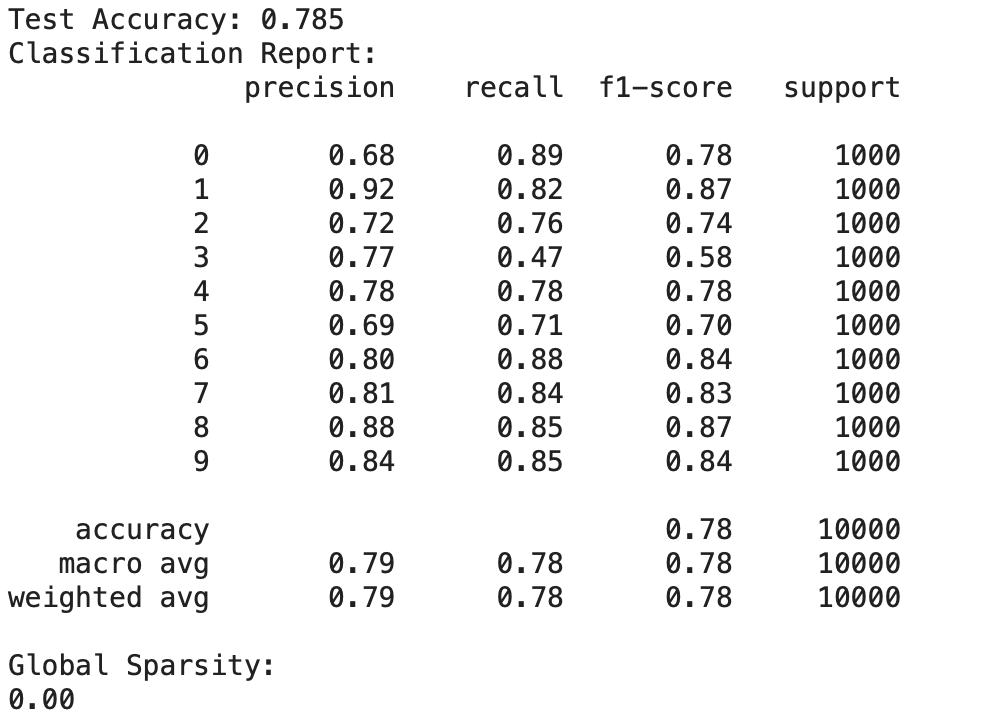 Test Accuracy: 0.785
Classification Report:
precision recall f1-score support
0 0.68 0.89 0.78 1000
1 0.92 0.82 0.87 1000
2 0.72 0.76 0.74 1000
3 0.77 0.47 0.58 1000
4 0.78 0.78 0.78 1000
5 0.69 0.71 0.70 1000
6 0.80 0.88 0.84 1000
7 0.81 0.84 0.83 1000
8 0.88 0.85 0.87 1000
9 0.84 0.85 0.84 1000
accuracy 0.78 10000
macro avg 0.79 0.78 0.78 10000
weighted avg 0.79 0.78 0.78 10000
Global Sparsity:
0.00